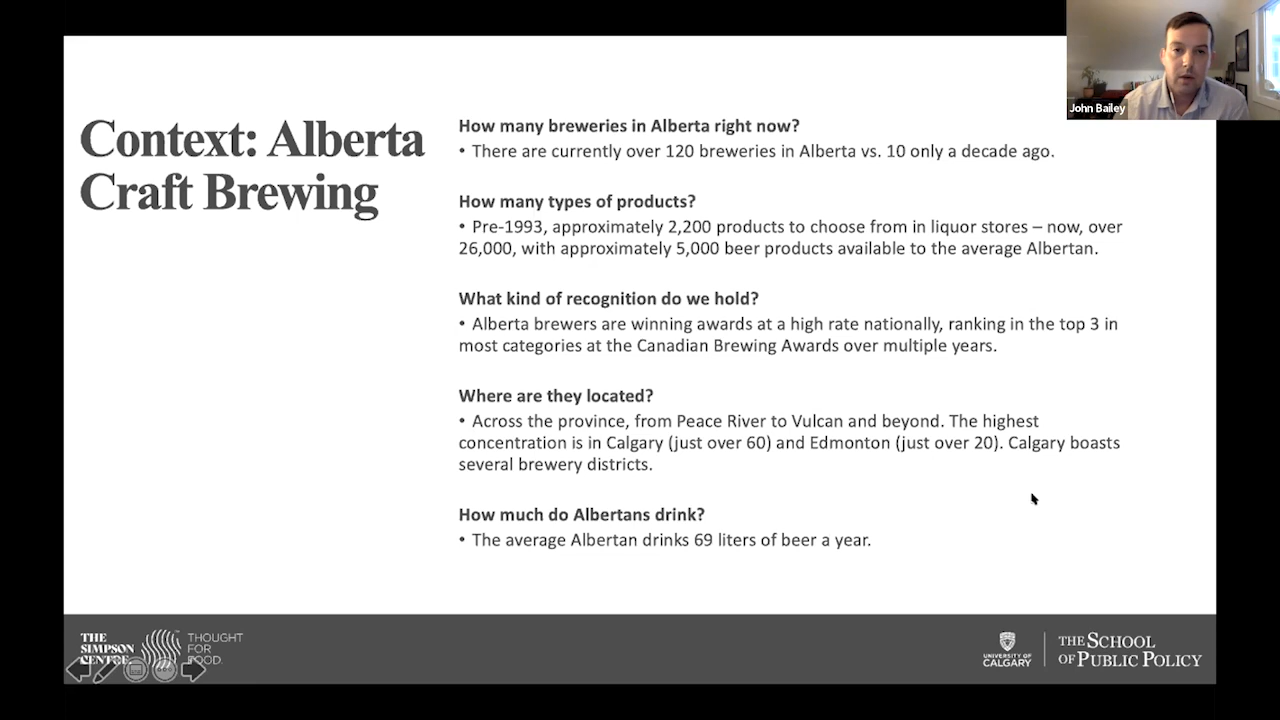 John Bailey
Context: Alberta
Craft Brewing
How many breweries in Alberta right now?
• There are currently over 120 breweries in Alberta vs. 10 only a decade ago.
How many types of products?
• Pre-1993, approximately 2,200 products to choose from in liquor stores – now, over
26,000, with approximately 5,000 beer products available to the average Albertan.
What kind of recognition do we hold?
• Alberta brewers are winning awards at a high rate nationally, ranking in the top 3 in
most categories at the Canadian Brewing Awards over multiple years.
Where are they located?
• Across the province, from Peace River to Vulcan and beyond. The highest
concentration is in Calgary (just over 60) and Edmonton (just over 20). Calgary boasts
several brewery districts.
How much do Albertans drink?
• The average Albertan drinks 69 liters of beer a year.
THE
SIMPSON
CENTRE
THOUGHT
FOR
FOOD
UNIVERSITY OF
CALGARY
THE SCHOOL
OF PUBLIC POLICY